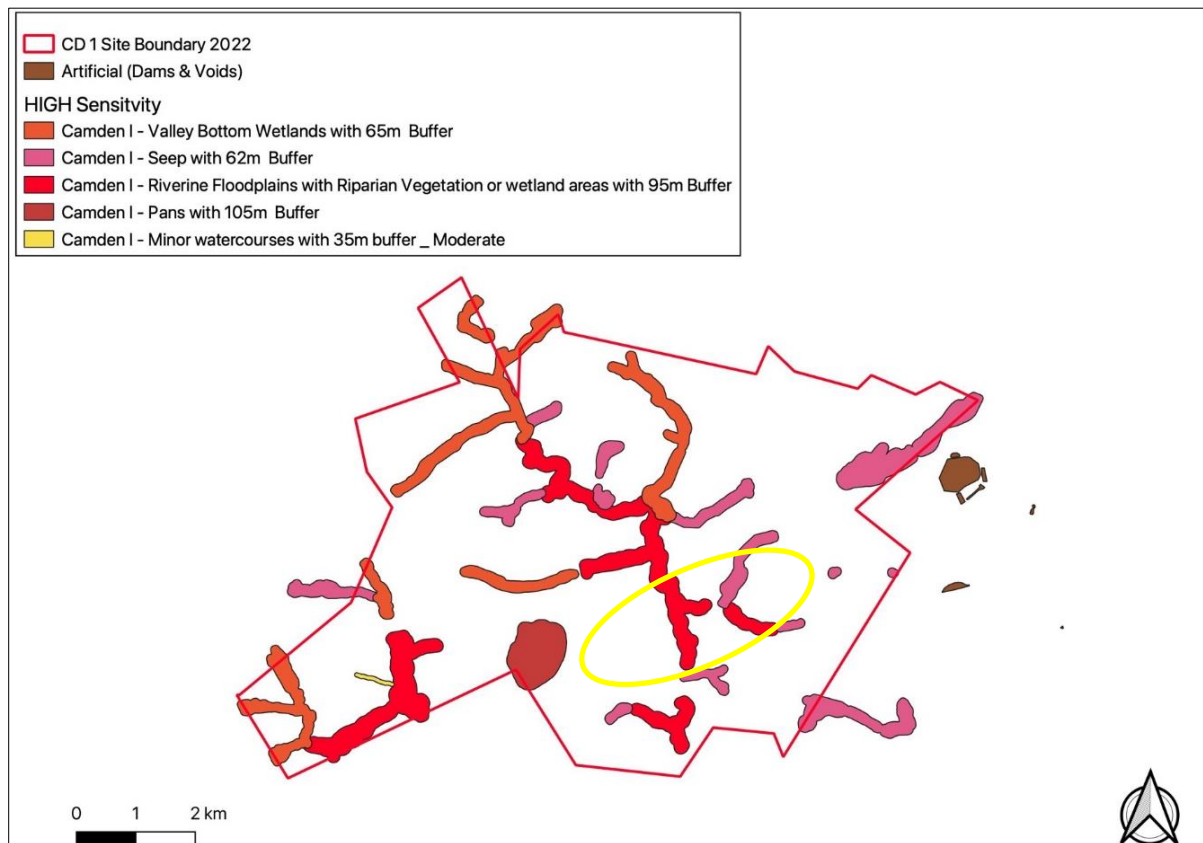 CD 1 Site Boundary 2022
Artificial (Dams & Voids)
HIGH Sensitvity
Camden I - Valley Bottom Wetlands with 65m Buffer
Camden I - Seep with 62m Buffer
Camden I - Riverine Floodplains with Riparian Vegetation or wetland areas with 95m Buffer
Camden I - Pans with 105m Buffer
Camden I - Minor watercourses with 35m buffer _ Moderate
0 1 2 km